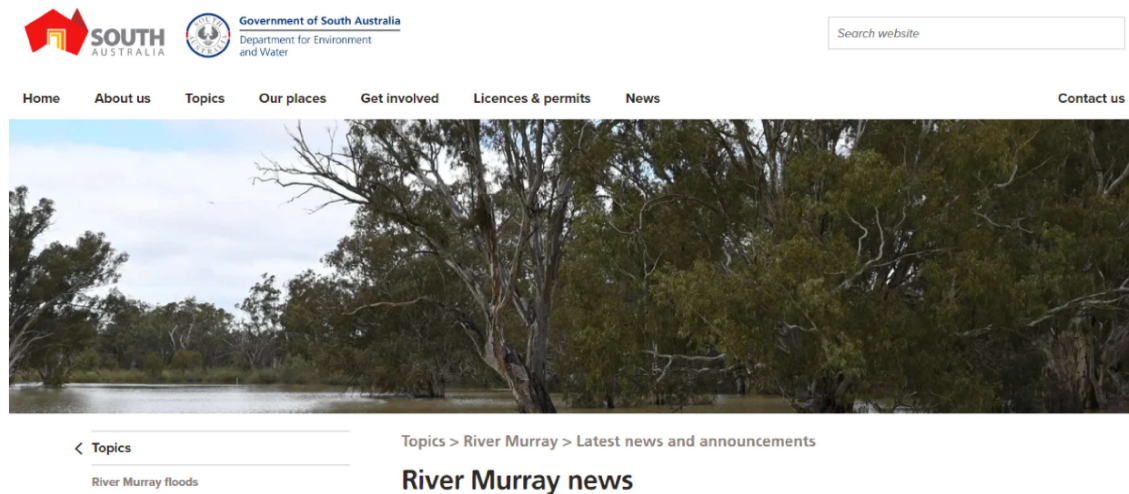 SOUTH
AUSTRALIA
Government of South Australia
Department for Environment
and Water
Search website
Home About us Topics Our places Get involved Licences & permits News Contact us
Topics
River Murray floods
Topics > River Murray > Latest news and announcements
River Murray news